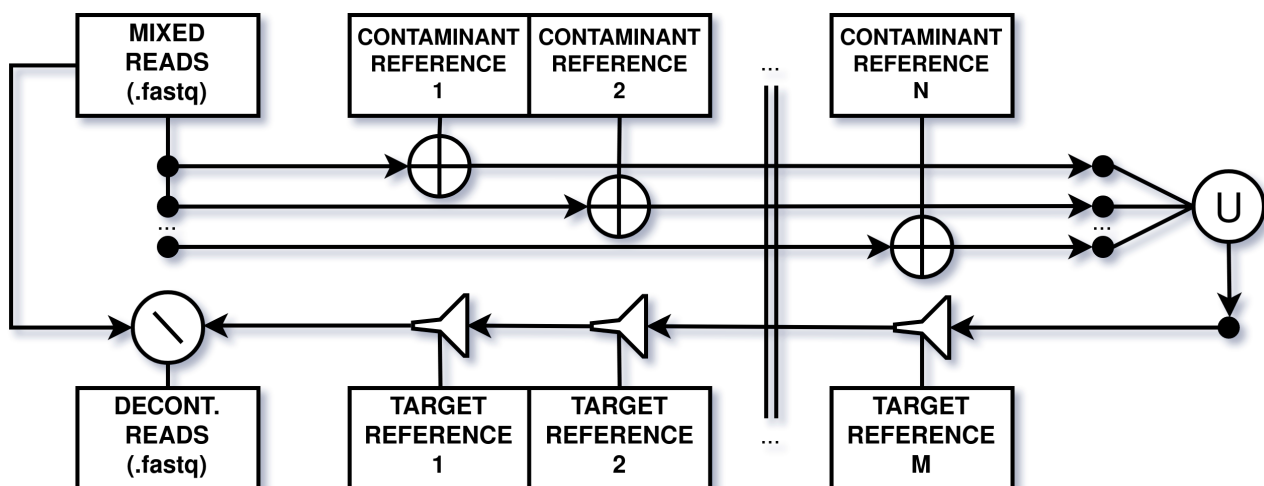 MIXED
READS
(.fastq)
CONTAMINANT
REFERENCE
1
CONTAMINANT
REFERENCE
2
...
CONTAMINANT
REFERENCE
N
...
...
U
DECONT.
READS
(.fastq)
TARGET
REFERENCE
1
TARGET
REFERENCE
2
...
TARGET
REFERENCE
M